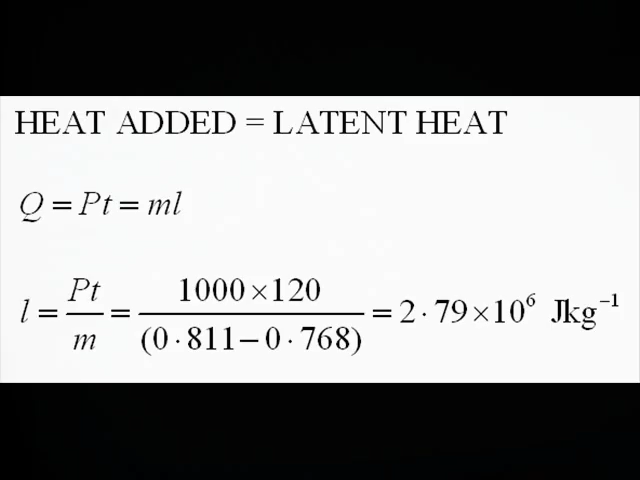 HEAT ADDED = LATENT HEAT
Q = Pt = ml
l = Pt/m = 1000×120/(0·811−0·768) = 2·79×10⁶ Jkg⁻¹